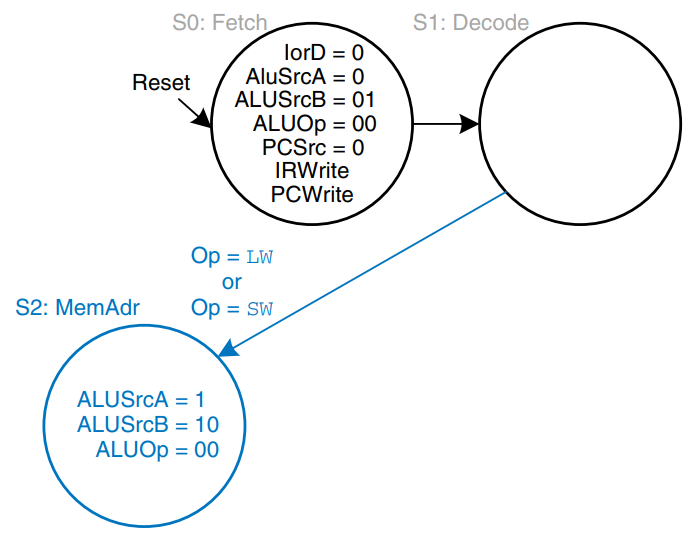 S0: Fetch
S1: Decode
Reset
IorD = 0
AluSrcA = 0
ALUSrcB = 01
ALUOp = 00
PCSrc = 0
IRWrite
PCWrite
Op = LW
or
Op = SW
S2: MemAdr
ALUSrcA = 1
ALUSrcB = 10
ALUOp = 00